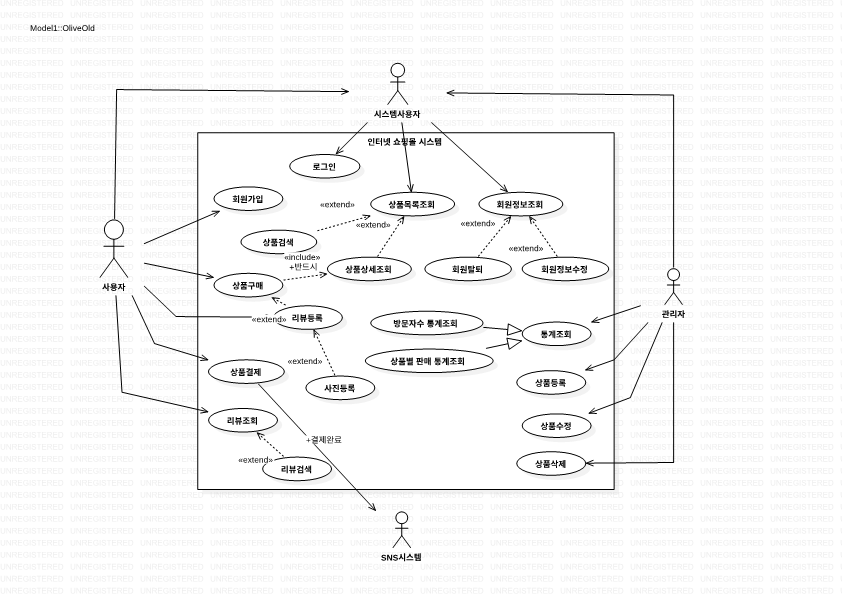 Model1::OliveOld
시스템사용자
인터넷 쇼핑몰 시스템
로그인
회원가입
«extend»
상품목록조회
회원정보조회
«extend»
«extend»
상품검색
«extend»
«include»
+반드시
상품상세조회
회원탈퇴
회원정보수정
사용자
상품구매
관리자
«extend»
리뷰등록
방문자수 통계조회
통계조회
상품별 판매 통계조회
«extend»
상품결제
상품등록
사진등록
리뷰조회
상품수정
+결제완료
«extend»
리뷰검색
상품삭제
SNS시스템
UNREGISTERED